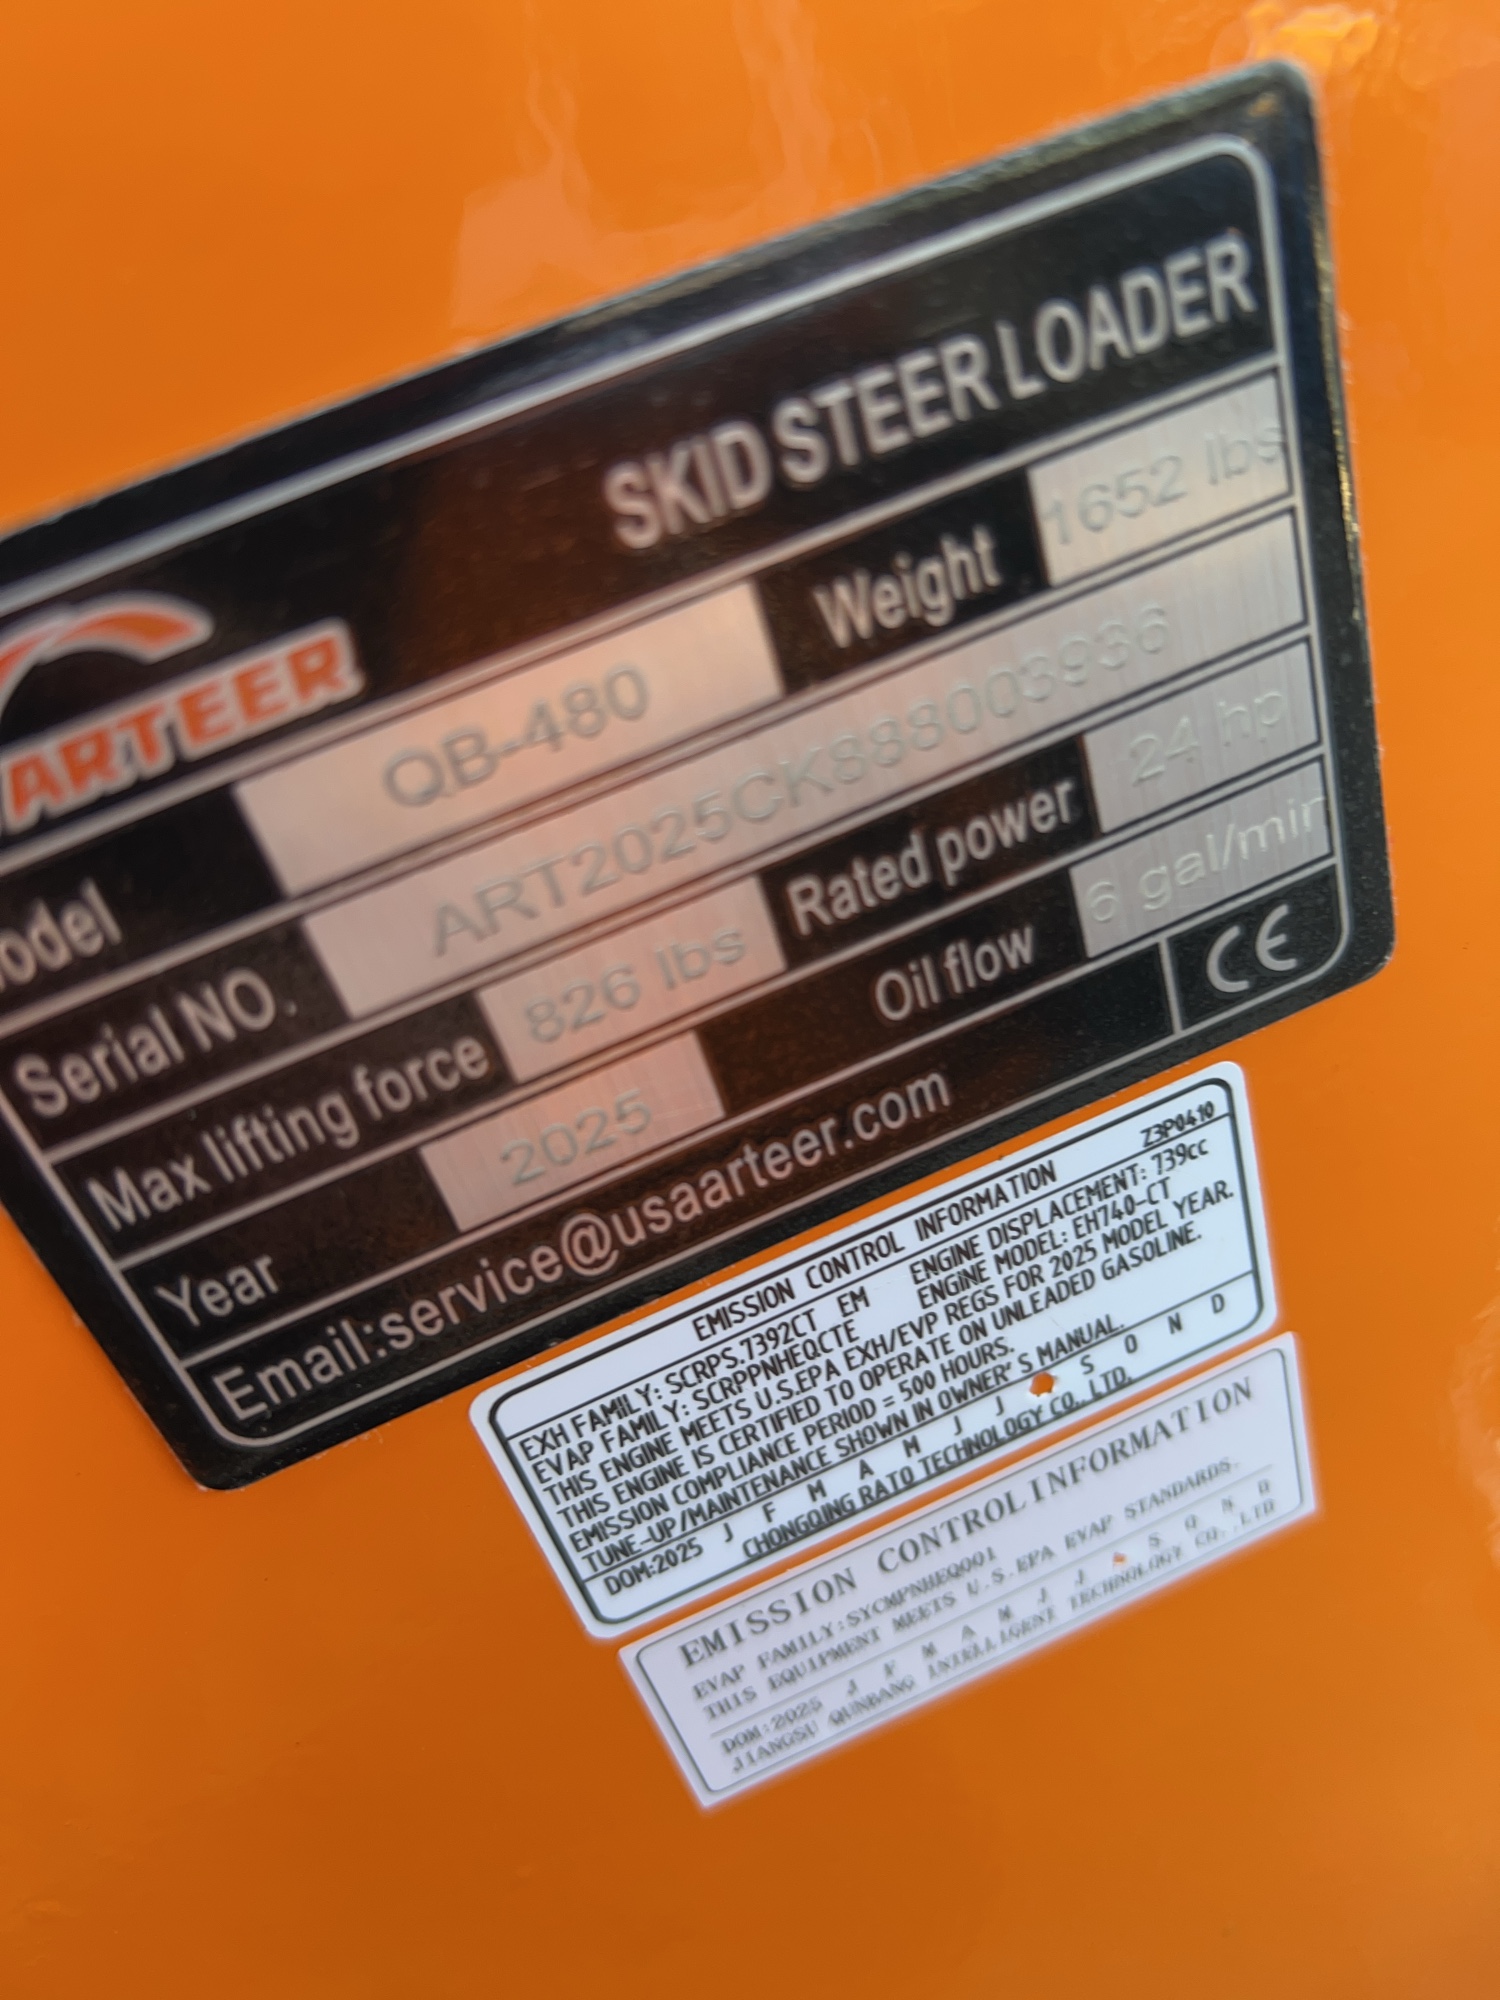 SKID STEER LOADER
ARTEER
Model QB-480 Weight 1652 lbs
Serial NO. ART2025CK888003936
Max lifting force 826 lbs Rated power 24 hp
Year 2025 Oil flow 6 gal/min
Email:service@usaarteer.com CE
Z3P0410
EMISSION CONTROL INFORMATION
EXH FAMILY: SCRPS.7392CT EM ENGINE DISPLACEMENT: 739cc
EVAP FAMILY: SCRPPNHEQCTE ENGINE MODEL: EH740-CT
THIS ENGINE MEETS U.S.EPA EXH/EVP REGS FOR 2025 MODEL YEAR.
THIS ENGINE IS CERTIFIED TO OPERATE ON UNLEADED GASOLINE.
EMISSION COMPLIANCE PERIOD = 500 HOURS.
TUNE-UP/MAINTENANCE SHOWN IN OWNER'S MANUAL.
DOM:2025 J F M A M J J S O N D
CHONGQING RATO TECHNOLOGY CO., LTD.
EMISSION CONTROL INFORMATION
EVAP FAMILY:SYCMPNHEQ001
THIS EQUIPMENT MEETS U.S.EPA EVAP STANDARDS.
DOM:2025 J F M A M J J S O N D
JIANGSU QUNBANG INTELLIGENT TECHNOLOGY CO.,LTD